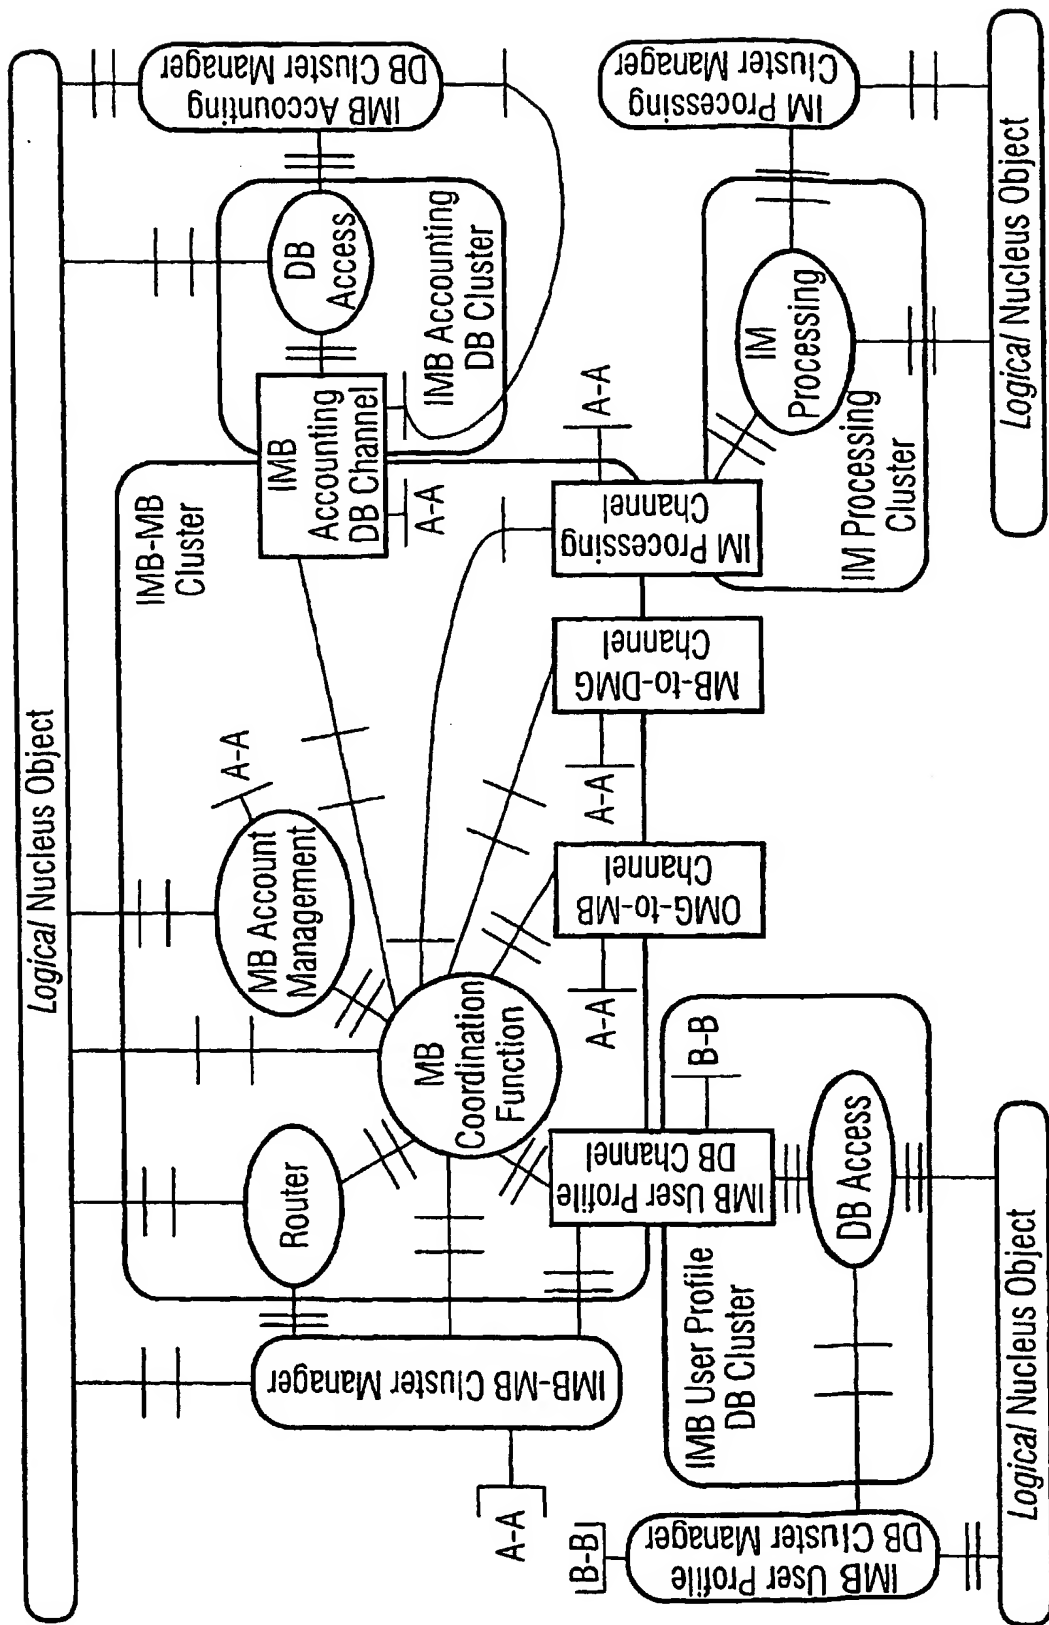 Logical Nucleus Object
IMB-MB
Cluster
IMB-MB Cluster Manager
A-A
Router
MB
Coordination
Function
MB Account
Management
A-A
IMB
Accounting
DB Channel
A-A
DB
Access
IMB Accounting
DB Cluster
IMB Accounting
DB Cluster Manager
IMB User Profile
DB Channel
B-B
OMG-to-MB
Channel
A-A
MB-to-DMG
Channel
A-A
IM Processing
Channel
A-A
IMB User Profile
DB Cluster
DB Access
IMB User Profile
DB Cluster Manager
B-B
Logical Nucleus Object
IM
Processing
IM Processing
Cluster
IM Processing
Cluster Manager
Logical Nucleus Object